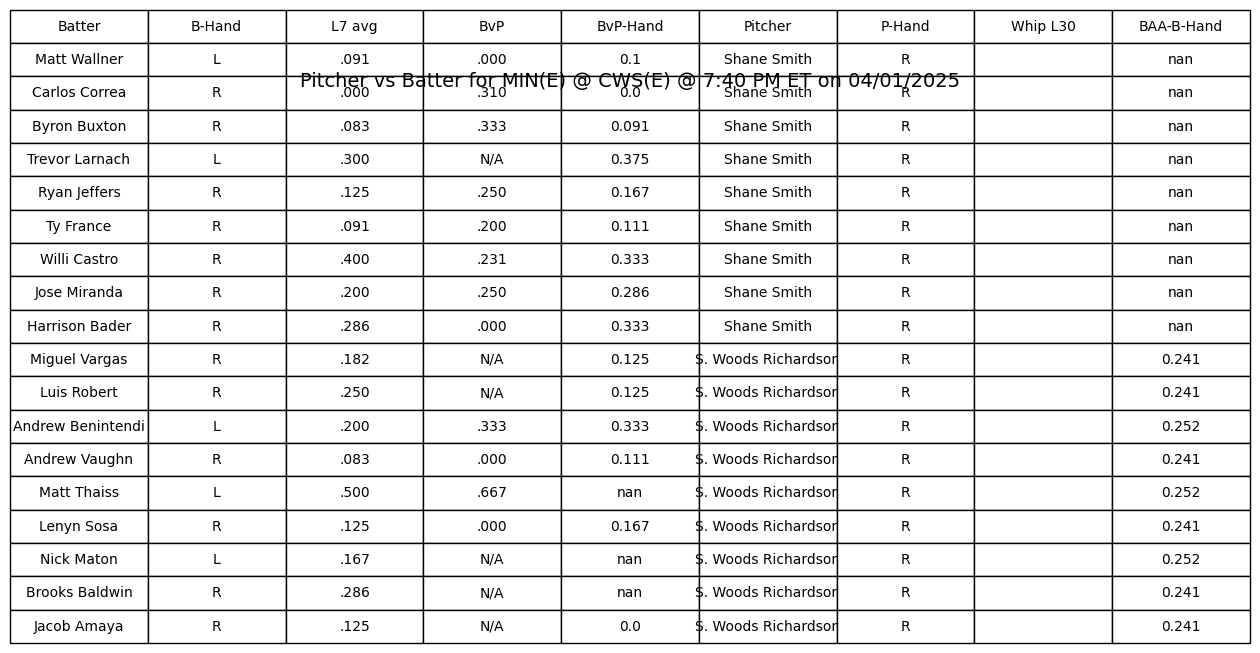 Batter B-Hand L7 avg BvP BvP-Hand Pitcher P-Hand Whip L30 BAA-B-Hand
Matt Wallner L .091 .000 0.1 Shane Smith R nan
Pitcher vs Batter for MIN(E) @ CWS(E) @ 7:40 PM ET on 04/01/2025
Carlos Correa R .000 .310 0.0 Shane Smith R nan
Byron Buxton R .083 .333 0.091 Shane Smith R nan
Trevor Larnach L .300 N/A 0.375 Shane Smith R nan
Ryan Jeffers R .125 .250 0.167 Shane Smith R nan
Ty France R .091 .200 0.111 Shane Smith R nan
Willi Castro R .400 .231 0.333 Shane Smith R nan
Jose Miranda R .200 .250 0.286 Shane Smith R nan
Harrison Bader R .286 .000 0.333 Shane Smith R nan
Miguel Vargas R .182 N/A 0.125 S. Woods Richardson R 0.241
Luis Robert R .250 N/A 0.125 S. Woods Richardson R 0.241
Andrew Benintendi L .200 .333 0.333 S. Woods Richardson R 0.252
Andrew Vaughn R .083 .000 0.111 S. Woods Richardson R 0.241
Matt Thaiss L .500 .667 nan S. Woods Richardson R 0.252
Lenyn Sosa R .125 .000 0.167 S. Woods Richardson R 0.241
Nick Maton L .167 N/A nan S. Woods Richardson R 0.252
Brooks Baldwin R .286 N/A nan S. Woods Richardson R 0.241
Jacob Amaya R .125 N/A 0.0 S. Woods Richardson R 0.241